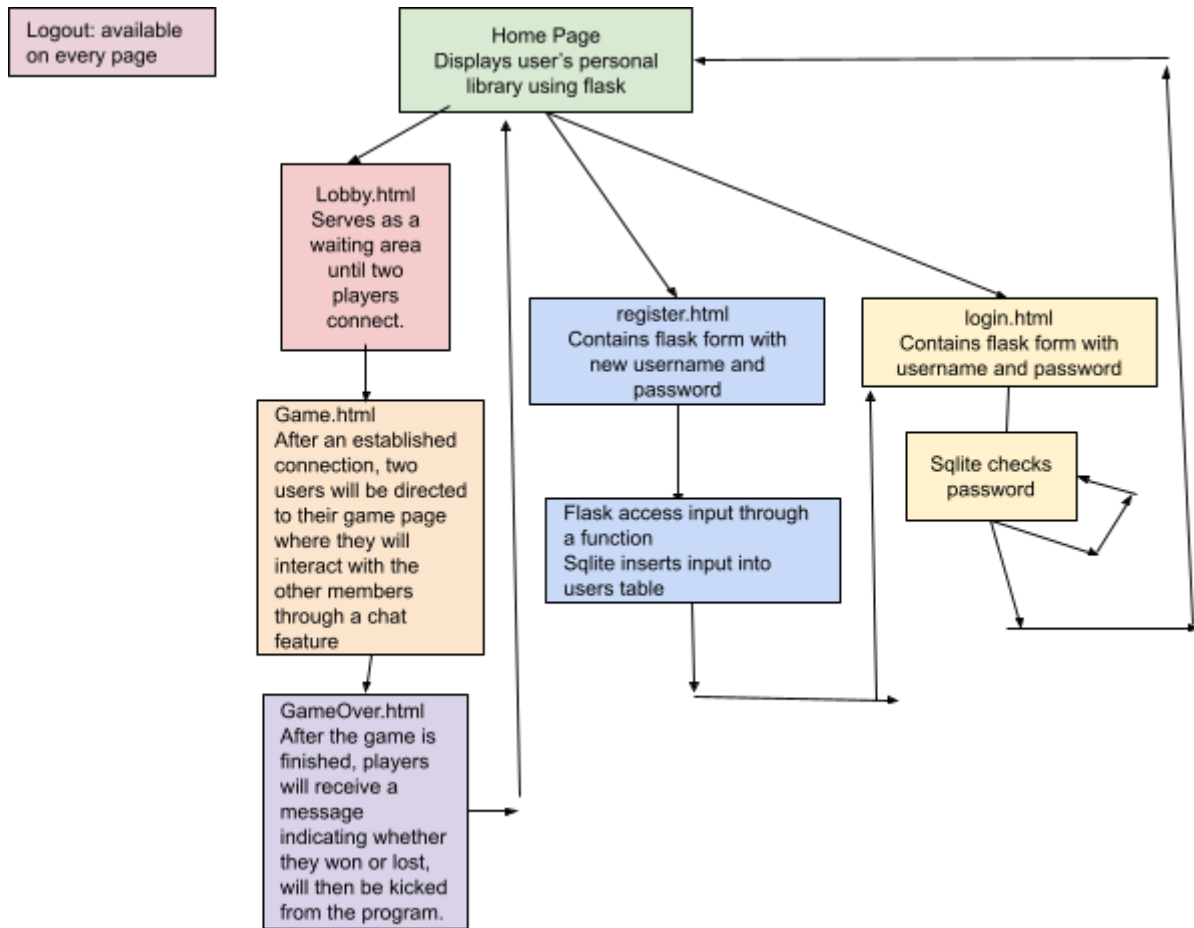 Logout: available
on every page
Home Page
Displays user's personal
library using flask
Lobby.html
Serves as a
waiting area
until two
players
connect.
register.html
Contains flask form with
new username and
password
login.html
Contains flask form with
username and password
Game.html
After an established
connection, two
users will be directed
to their game page
where they will
interact with the
other members
through a chat
feature
Sqlite checks
password
Flask access input through
a function
Sqlite inserts input into
users table
GameOver.html
After the game is
finished, players
will receive a
message
indicating whether
they won or lost,
will then be kicked
from the program.